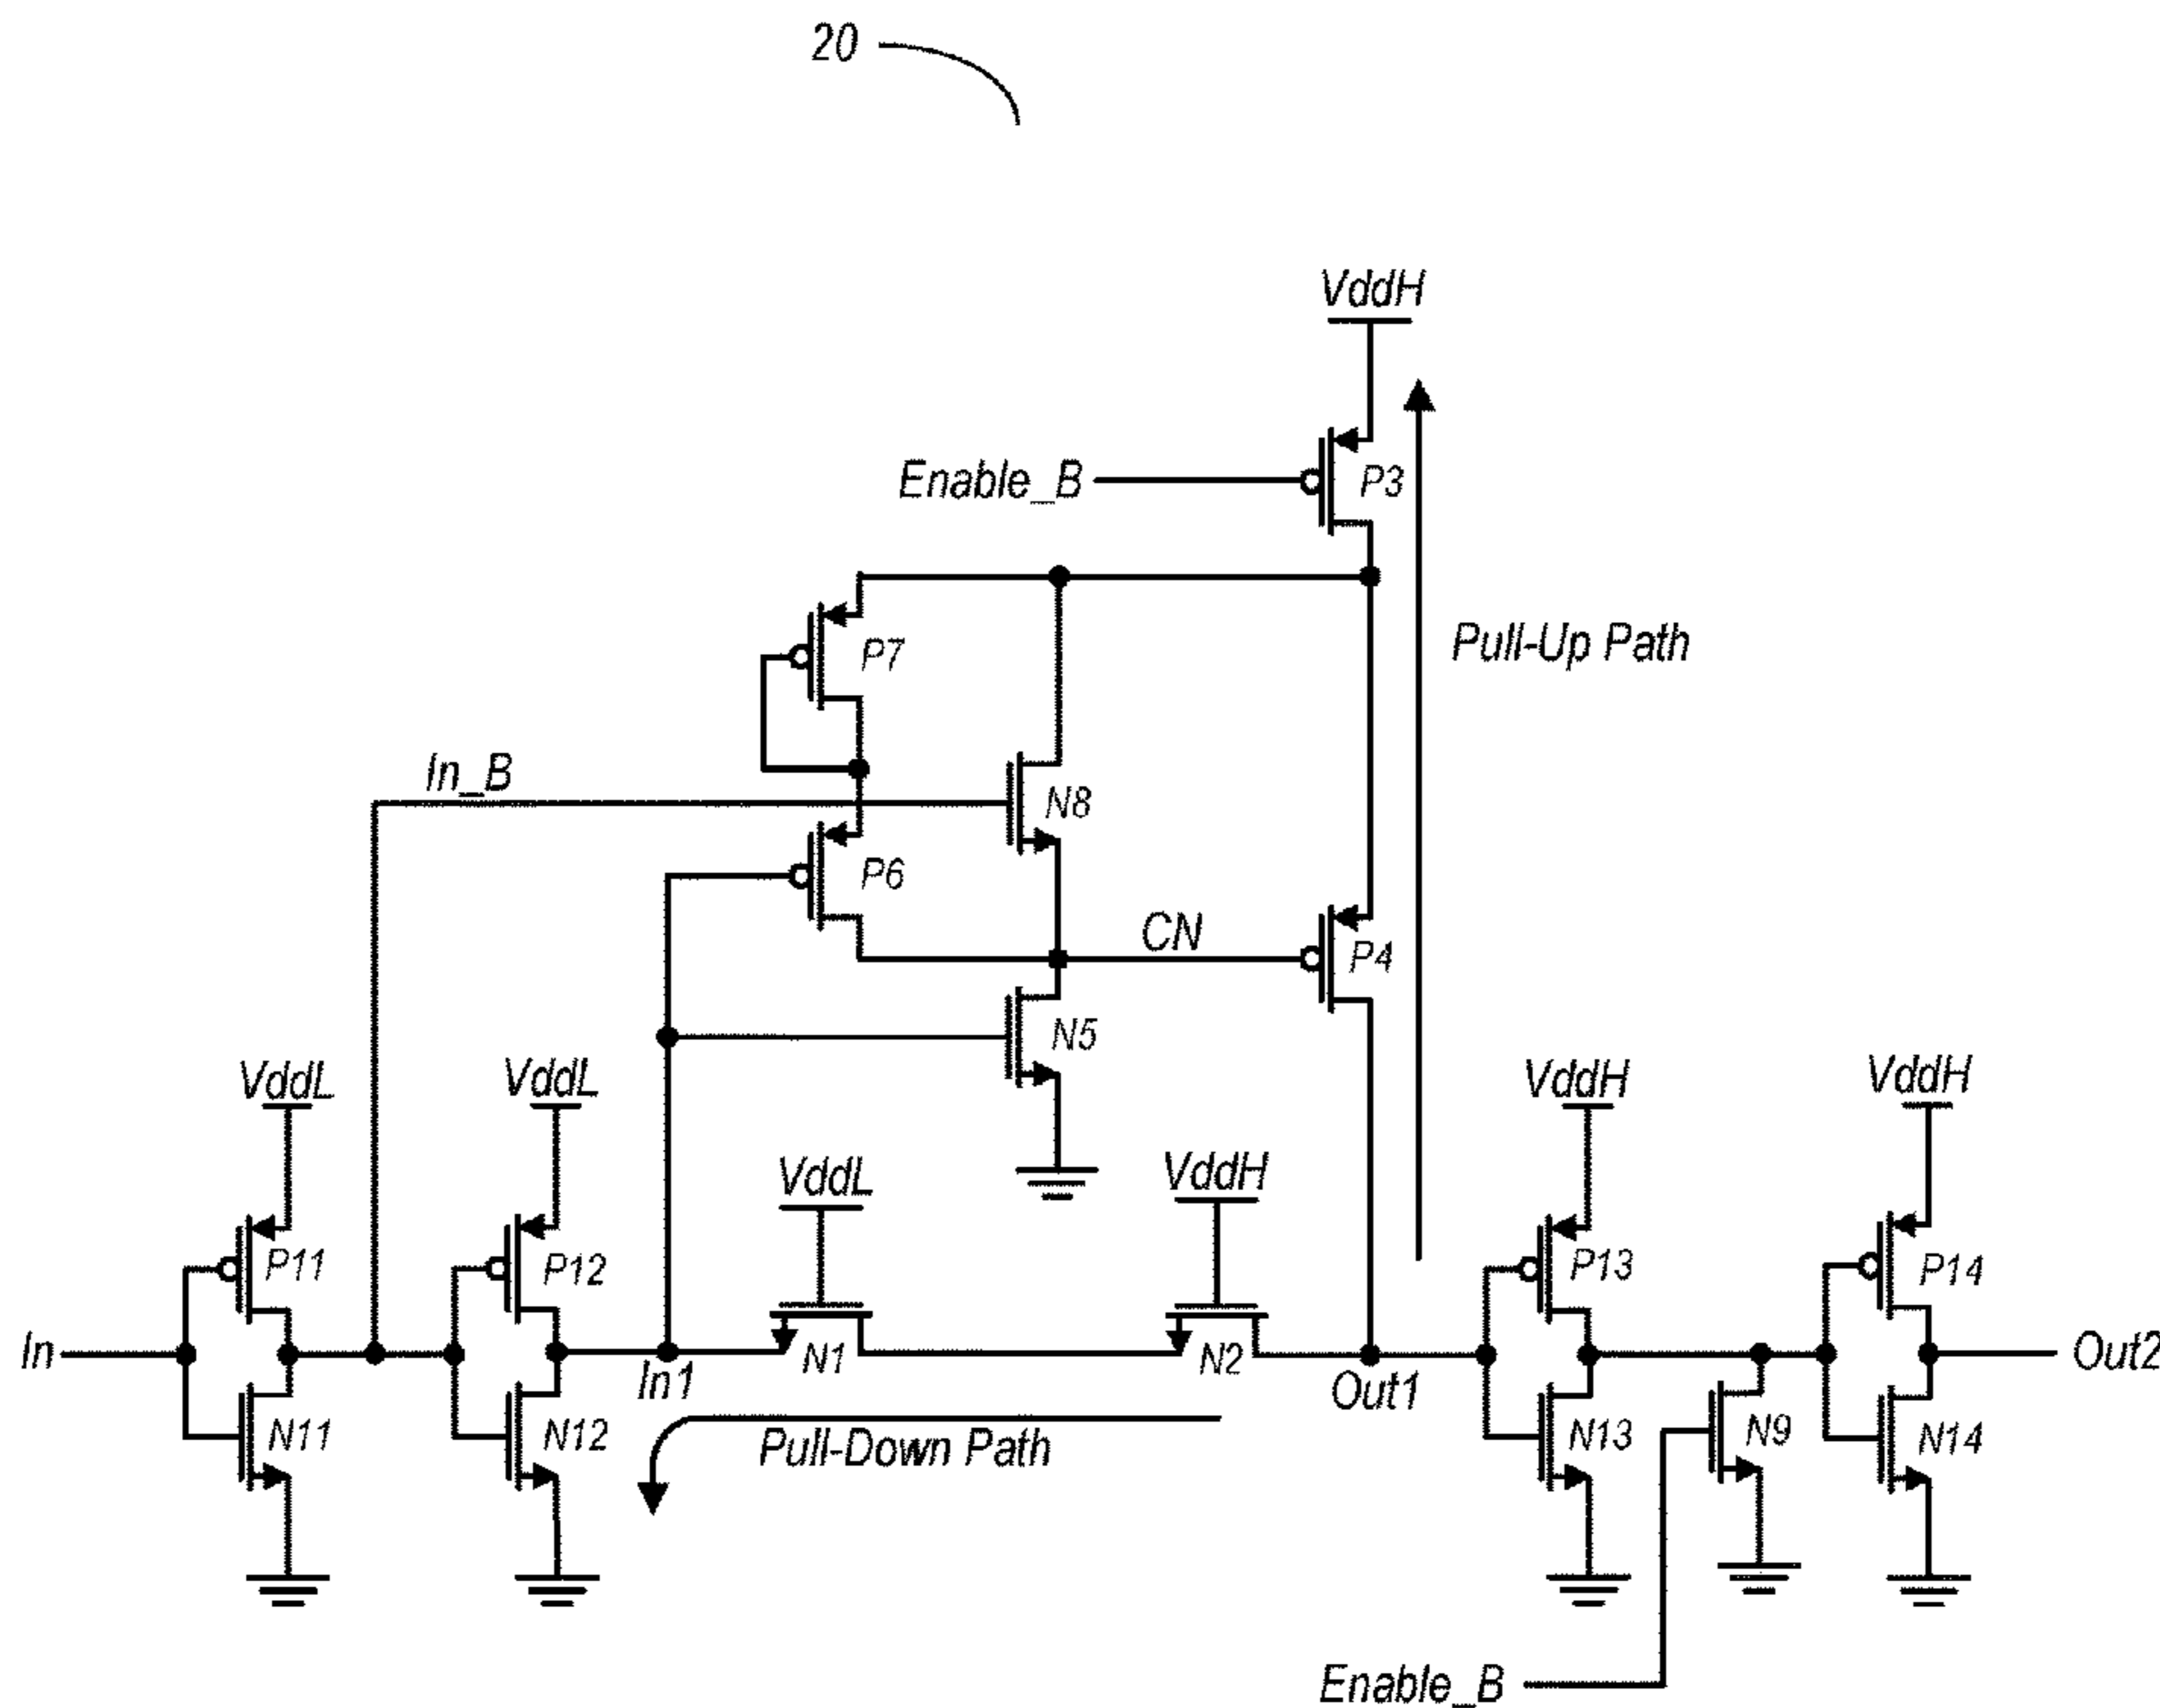 20
VddH
Enable_B
P3
P7
Pull-Up Path
In_B
N8
P6
CN
P4
N5
VddL
VddL
VddH
VddH
VddL
VddH
P11
P12
P13
P14
In
In1
N1
N2
Out1
Out2
N11
N12
Pull-Down Path
N13
N9
N14
Enable_B